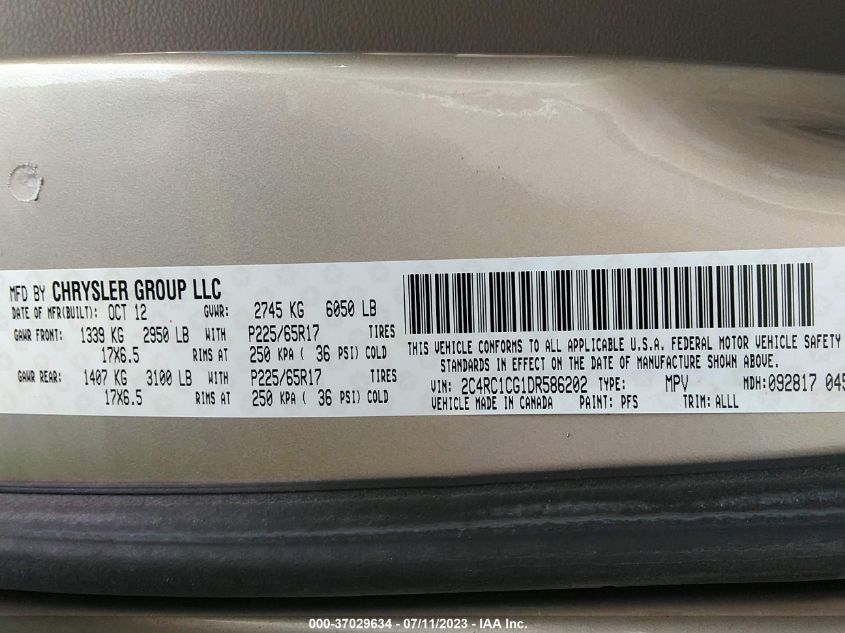 MFD BY CHRYSLER GROUP LLC
DATE OF MFR(BUILT): OCT 12 GVWR: 2745 KG 6050 LB
GAWR FRONT: 1339 KG 2950 LB WITH P225/65R17 TIRES
17X6.5 RIMS AT 250 KPA ( 36 PSI) COLD
GAWR REAR: 1407 KG 3100 LB WITH P225/65R17 TIRES
17X6.5 RIMS AT 250 KPA ( 36 PSI) COLD
THIS VEHICLE CONFORMS TO ALL APPLICABLE U.S.A. FEDERAL MOTOR VEHICLE SAFETY
STANDARDS IN EFFECT ON THE DATE OF MANUFACTURE SHOWN ABOVE.
VIN: 2C4RC1CG1DR586202 TYPE: MPV MDH:092817 045
VEHICLE MADE IN CANADA PAINT: PFS TRIM: ALLL
000-37029634 - 07/11/2023 - IAA Inc.